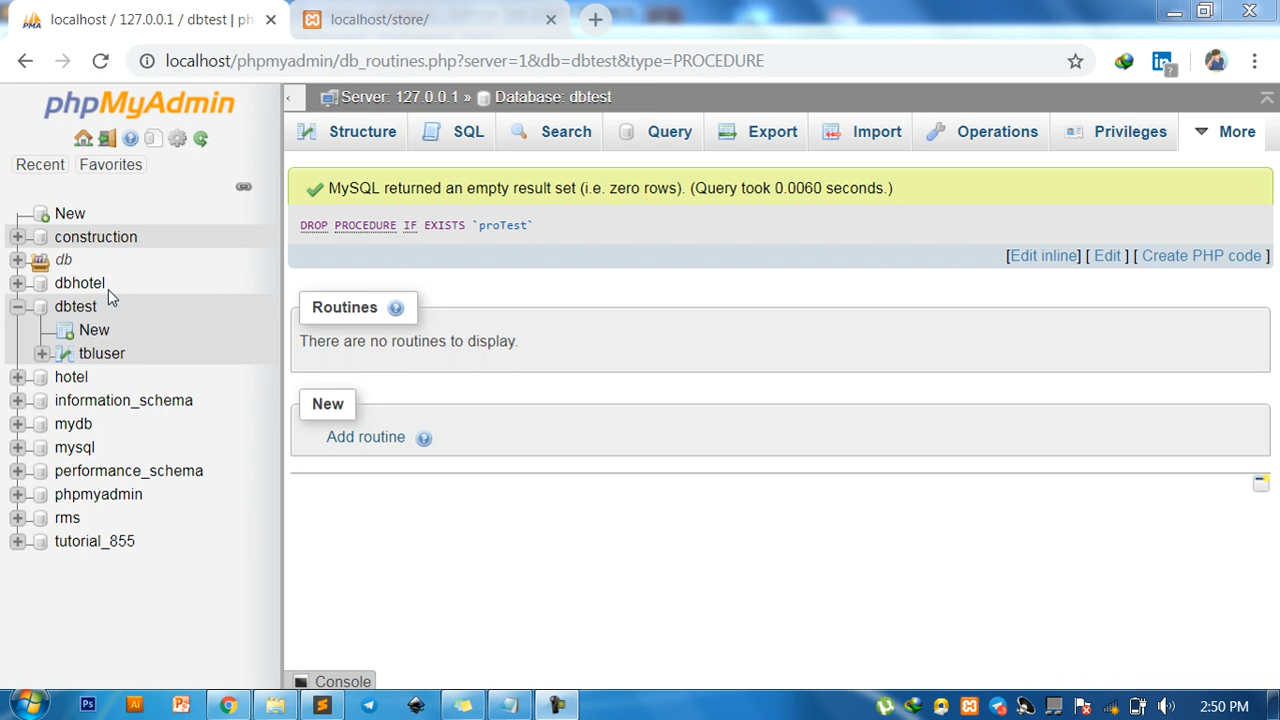 localhost / 127.0.0.1 / dbtest | ph
localhost/store/
localhost/phpmyadmin/db_routines.php?server=1&db=dbtest&type=PROCEDURE
phpMyAdmin
Recent
Favorites
New
construction
db
dbhotel
dbtest
New
tbluser
hotel
information_schema
mydb
mysql
performance_schema
phpmyadmin
rms
tutorial_855
Server: 127.0.0.1 » Database: dbtest
Structure
SQL
Search
Query
Export
Import
Operations
Privileges
More
MySQL returned an empty result set (i.e. zero rows). (Query took 0.0060 seconds.)
DROP PROCEDURE IF EXISTS `proTest`
[Edit inline] [ Edit ] [ Create PHP code ]
Routines
There are no routines to display.
New
Add routine
Console
2:50 PM